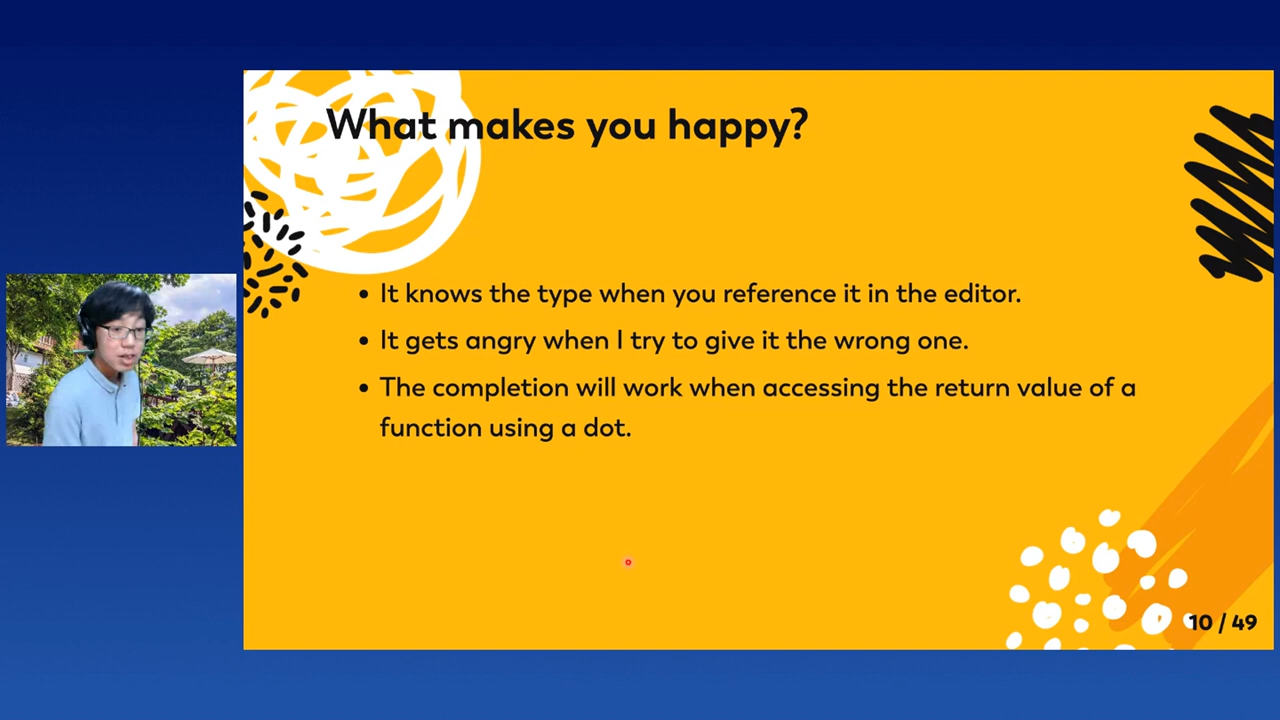 What makes you happy?
• It knows the type when you reference it in the editor.
• It gets angry when I try to give it the wrong one.
• The completion will work when accessing the return value of a
function using a dot.
10 / 49